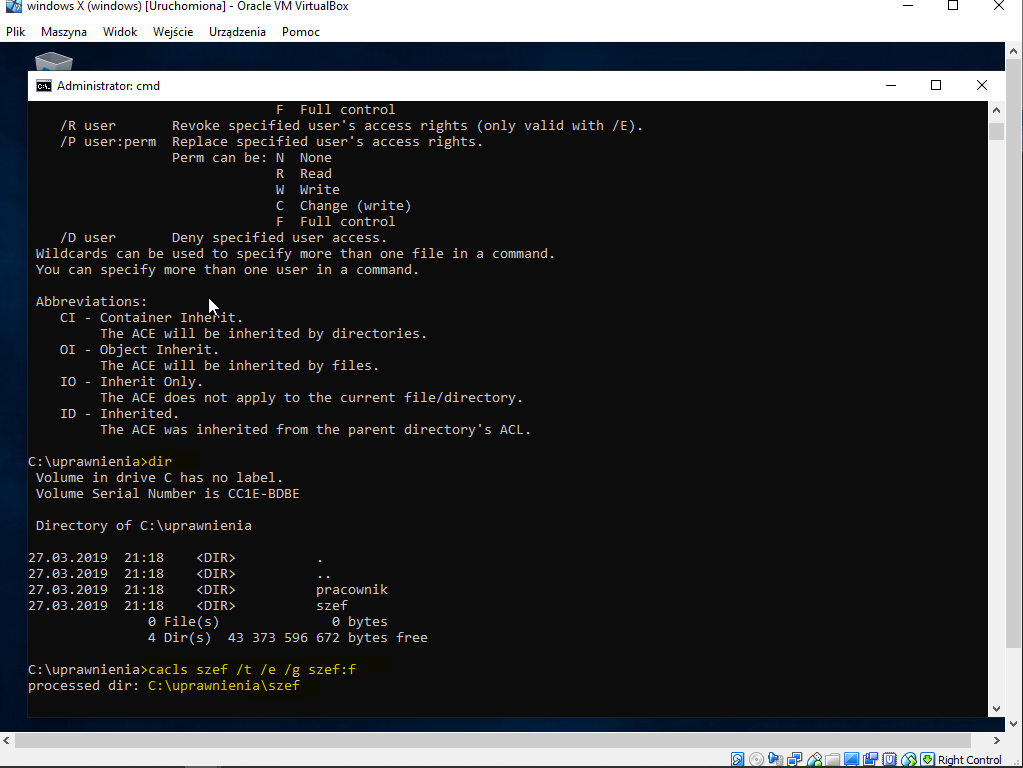 windows X (windows) [Uruchomiona] - Oracle VM VirtualBox
Plik Maszyna Widok Wejście Urządzenia Pomoc
Administrator: cmd
F Full control
/R user Revoke specified user's access rights (only valid with /E).
/P user:perm Replace specified user's access rights.
Perm can be: N None
R Read
W Write
C Change (write)
F Full control
/D user Deny specified user access.
Wildcards can be used to specify more than one file in a command.
You can specify more than one user in a command.
Abbreviations:
CI - Container Inherit.
The ACE will be inherited by directories.
OI - Object Inherit.
The ACE will be inherited by files.
IO - Inherit Only.
The ACE does not apply to the current file/directory.
ID - Inherited.
The ACE was inherited from the parent directory's ACL.
C:\uprawnienia>dir
Volume in drive C has no label.
Volume Serial Number is CC1E-BDBE
Directory of C:\uprawnienia
27.03.2019 21:18 <DIR> .
27.03.2019 21:18 <DIR> ..
27.03.2019 21:18 <DIR> pracownik
27.03.2019 21:18 <DIR> szef
0 File(s) 0 bytes
4 Dir(s) 43 373 596 672 bytes free
C:\uprawnienia>cacls szef /t /e /g szef:f
processed dir: C:\uprawnienia\szef
Right Control